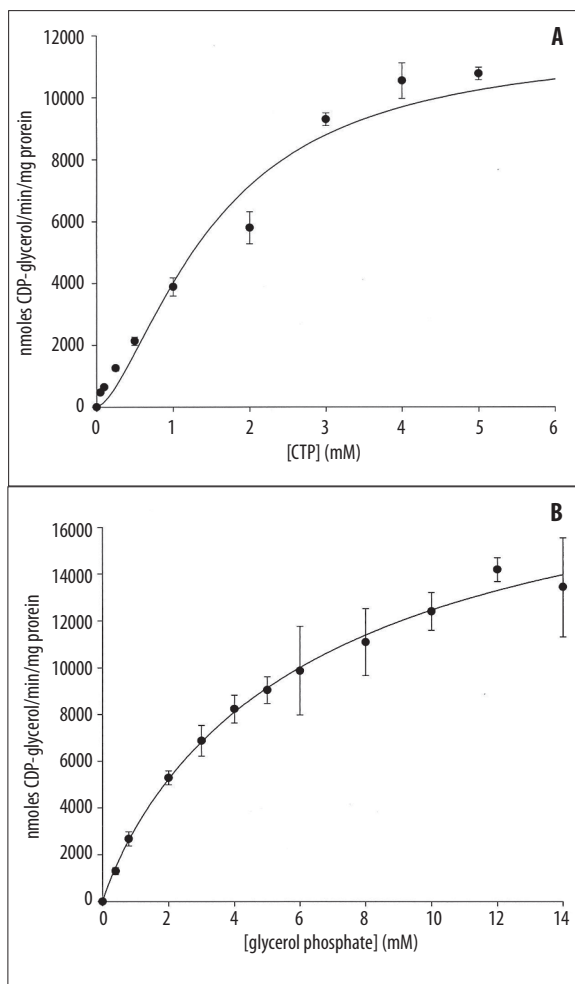 A
12000
10000
8000
6000
4000
2000
0
nmoles CDP-glycerol/min/mg prorein
0 1 2 3 4 5 6
[CTP] (mM)
B
16000
14000
12000
10000
8000
6000
4000
2000
0
nmoles CDP-glycerol/min/mg prorein
0 2 4 6 8 10 12 14
[glycerol phosphate] (mM)